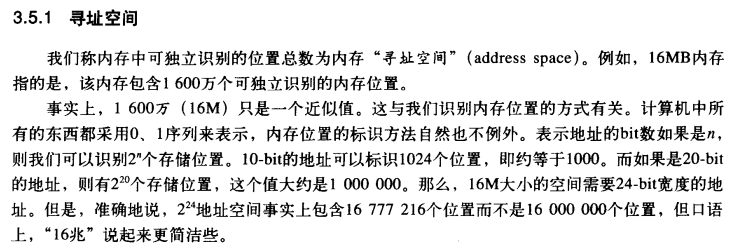 3.5.1 寻址空间
我们称内存中可独立识别的位置总数为内存“寻址空间”(address space)。例如，16MB内存
指的是，该内存包含1 600万个可独立识别的内存位置。
事实上，1 600万（16M）只是一个近似值。这与我们识别内存位置的方式有关。计算机中所
有的东西都采用0、1序列来表示，内存位置的标识方法自然也不例外。表示地址的bit数如果是n，
则我们可以识别2ⁿ个存储位置。10-bit的地址可以标识1024个位置，即约等于1000。而如果是20-bit
的地址，则有2²⁰个存储位置，这个值大约是1 000 000。那么，16M大小的空间需要24-bit宽度的地
址。但是，准确地说，2²⁴地址空间事实上包含16 777 216个位置而不是16 000 000个位置，但口语
上，“16兆”说起来更简洁些。